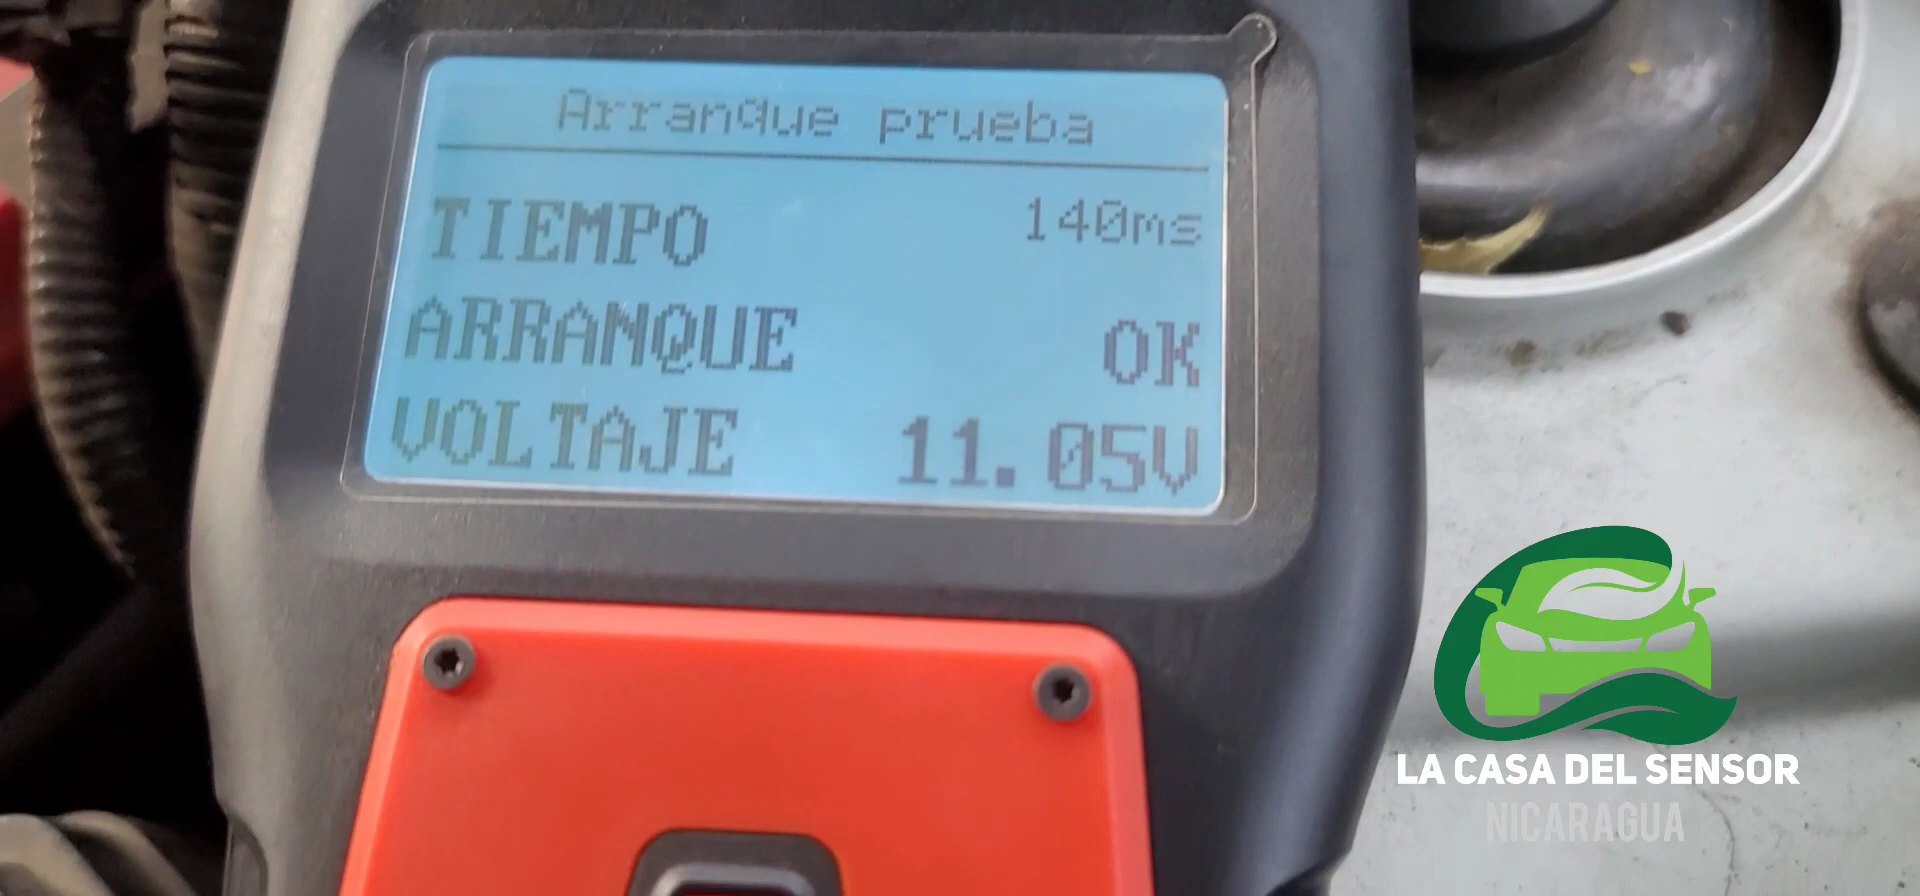 Arranque prueba
TIEMPO 140ms
ARRANQUE OK
VOLTAJE 11.05V
LA CASA DEL SENSOR
NICARAGUA